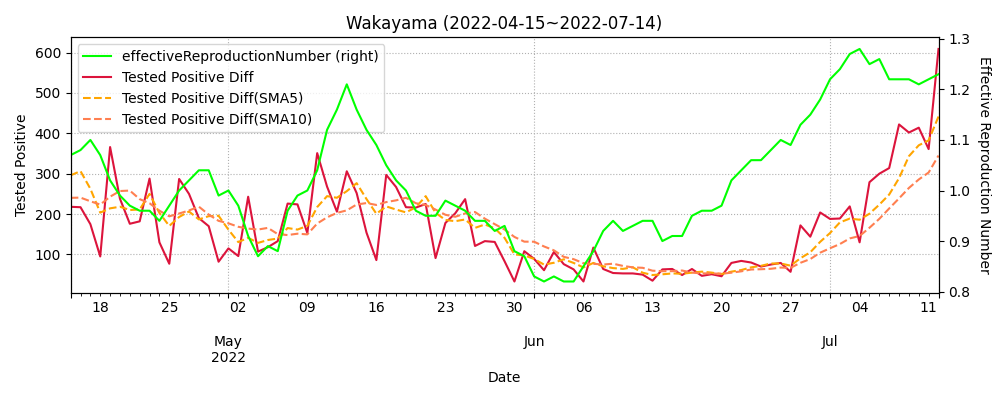 Wakayama (2022-04-15~2022-07-14)
effectiveReproductionNumber (right)
Tested Positive Diff
Tested Positive Diff(SMA5)
Tested Positive Diff(SMA10)
Tested Positive
600
500
400
300
200
100
1.3
1.2
1.1
1.0
0.9
0.8
Effective Reproduction Number
18 25 02 09 16 23 30 06 13 20 27 04 11
May Jun Jul
2022
Date